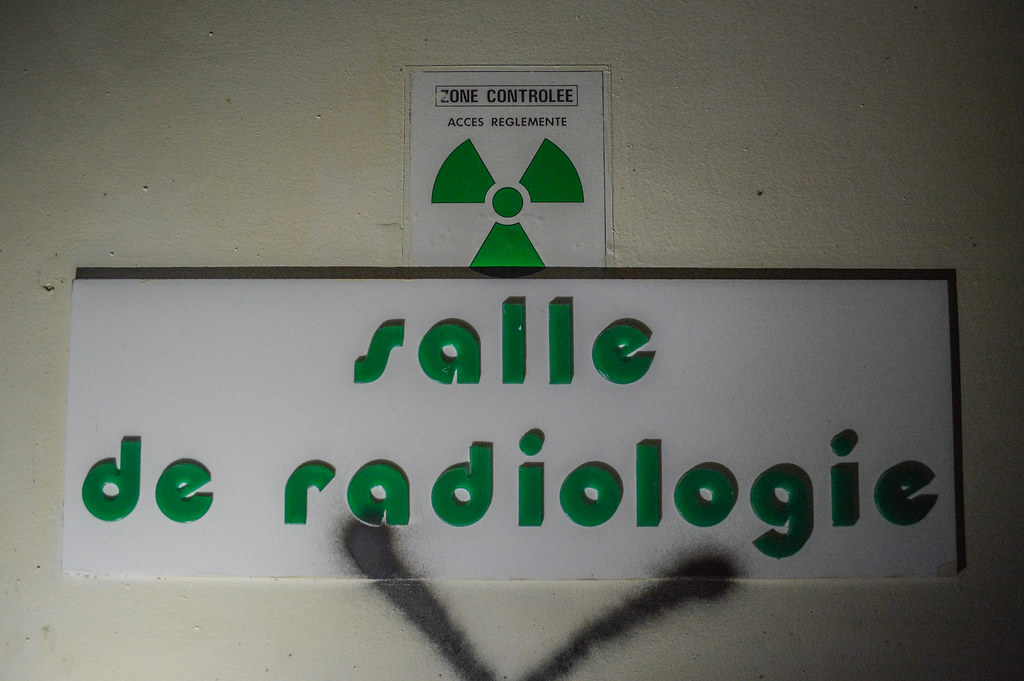 ZONE CONTROLEE
ACCES REGLEMENTE
salle
de radiologie